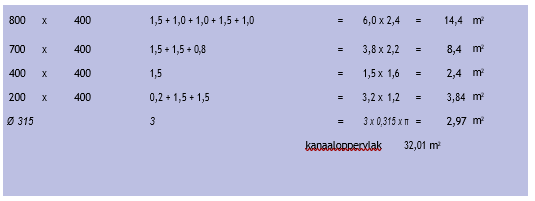 800 x 400 1,5 + 1,0 + 1,0 + 1,5 + 1,0 = 6,0 x 2,4 = 14,4 m²
700 x 400 1,5 + 1,5 + 0,8 = 3,8 x 2,2 = 8,4 m²
400 x 400 1,5 = 1,5 x 1,6 = 2,4 m²
200 x 400 0,2 + 1,5 + 1,5 = 3,2 x 1,2 = 3,84 m²
Ø 315 3 = 3 x 0,315 x π = 2,97 m²
kanaaloppervlak 32,01 m²